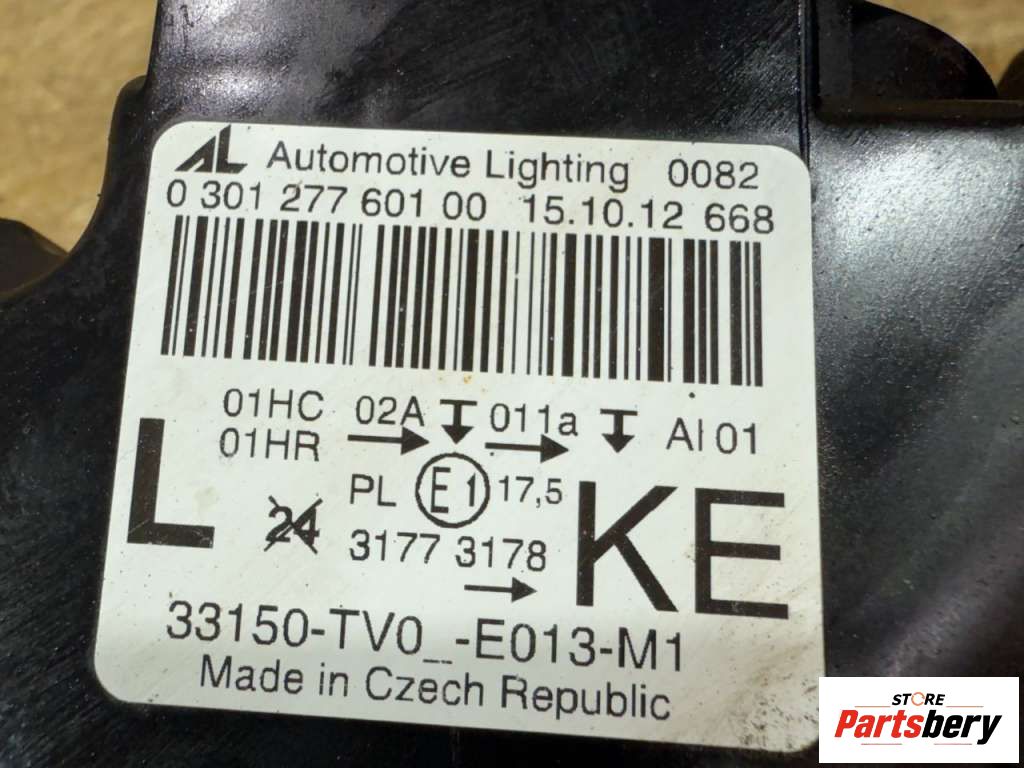 AL Automotive Lighting 0082
0 301 277 601 00 15.10.12 668
01HC 02A 011a AI 01
01HR
L PL E1 17,5 KE
24 3177 3178
33150-TV0_-E013-M1
Made in Czech Republic
STORE
Partsbery